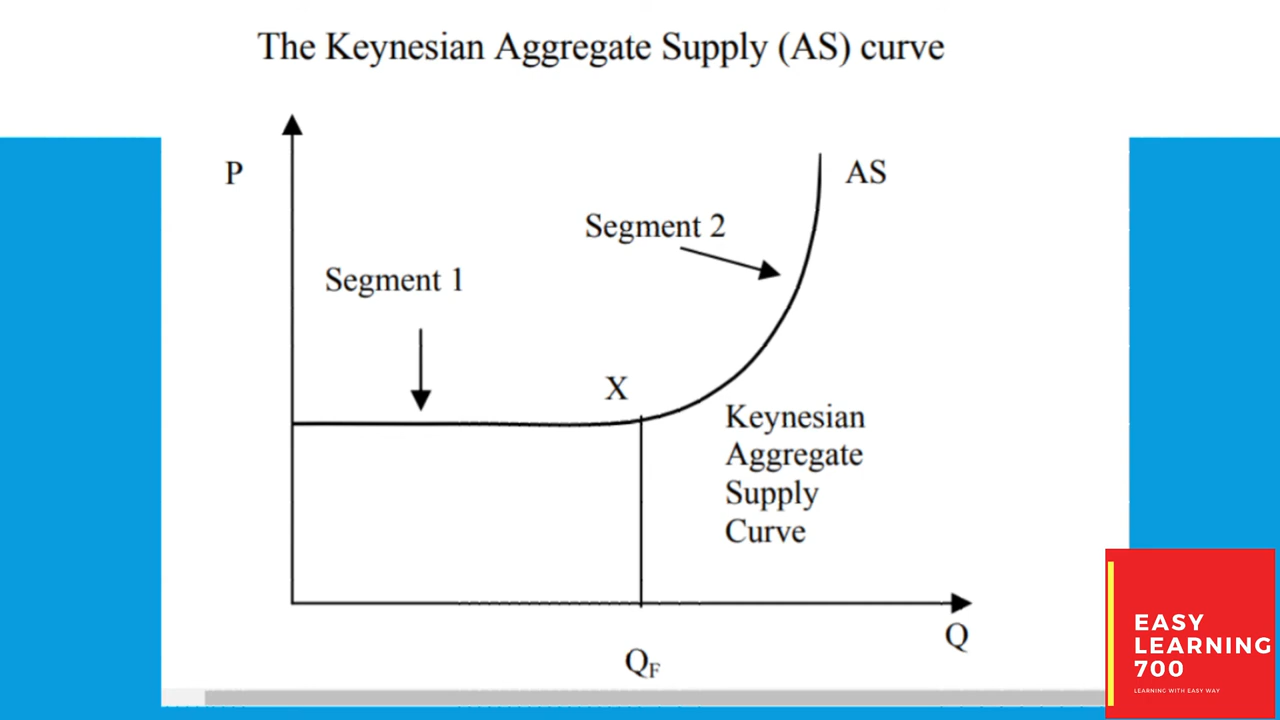 The Keynesian Aggregate Supply (AS) curve
P
AS
Segment 2
Segment 1
X
Keynesian
Aggregate
Supply
Curve
Q
QF
EASY
LEARNING
700
LEARNING WITH EASY WAY